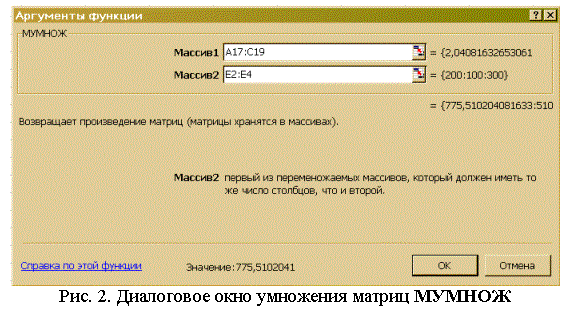 Аргументы функции
МУМНОЖ
Массив1 A17:C19 = {2,04081632653061
Массив2 E2:E4 = {200:100:300}
= {775,510204081633:510
Возвращает произведение матриц (матрицы хранятся в массивах).
Массив2 первый из перемножаемых массивов, который должен иметь то
же число столбцов, что и второй.
Справка по этой функции Значение:775,5102041 ОК Отмена
Рис. 2. Диалоговое окно умножения матриц МУМНОЖ